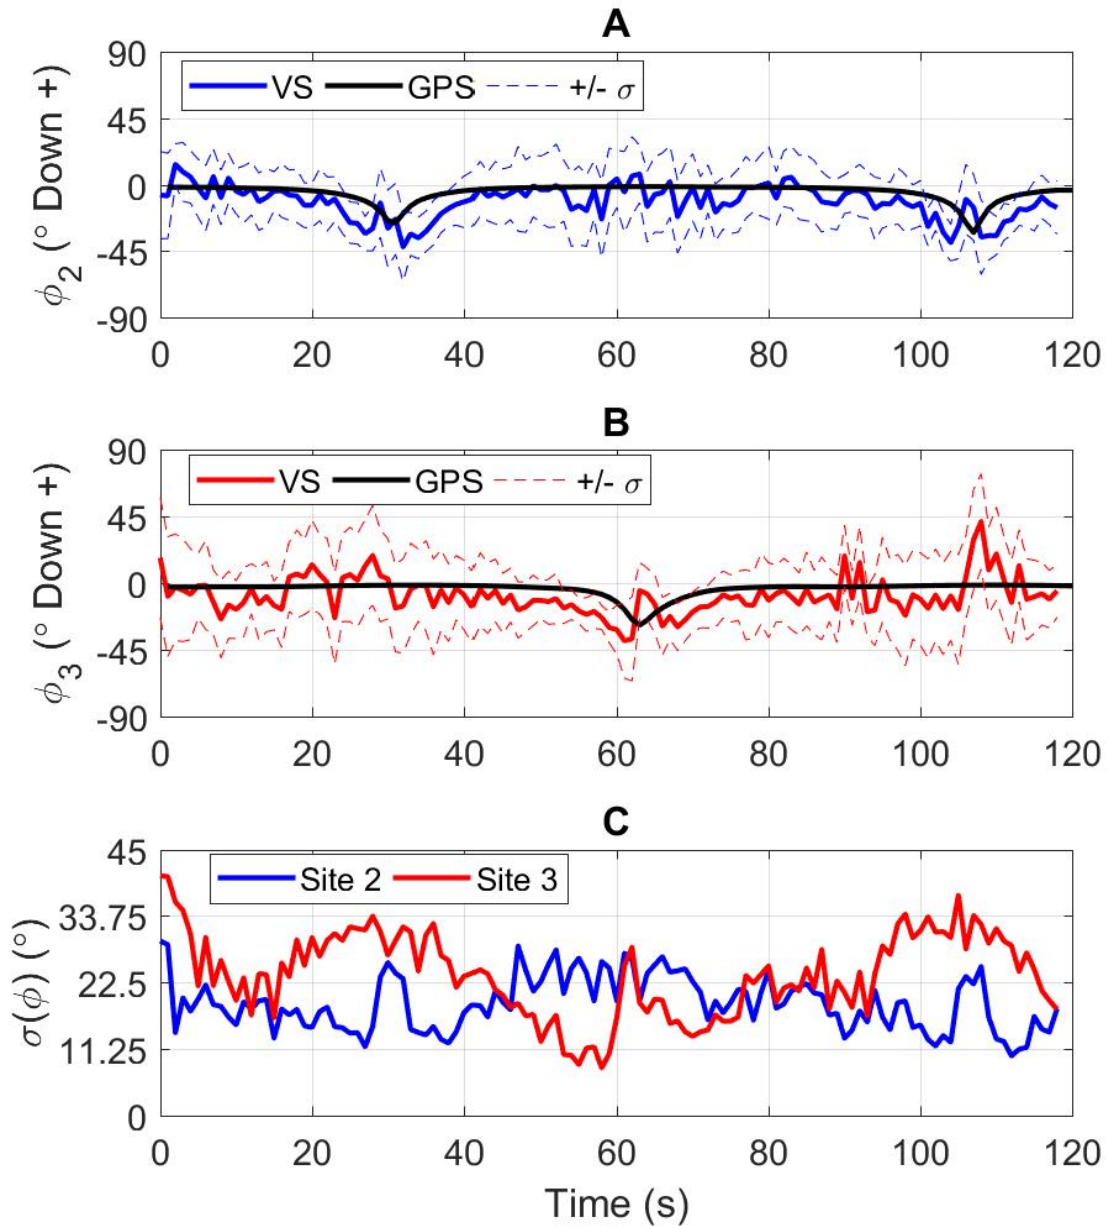 A
90
45
0
-45
-90
ϕ2 (° Down +)
VS GPS +/- σ
0 20 40 60 80 100 120
B
90
45
0
-45
-90
ϕ3 (° Down +)
VS GPS +/- σ
0 20 40 60 80 100 120
C
45
33.75
22.5
11.25
0
σ(ϕ) (°)
Site 2 Site 3
0 20 40 60 80 100 120
Time (s)